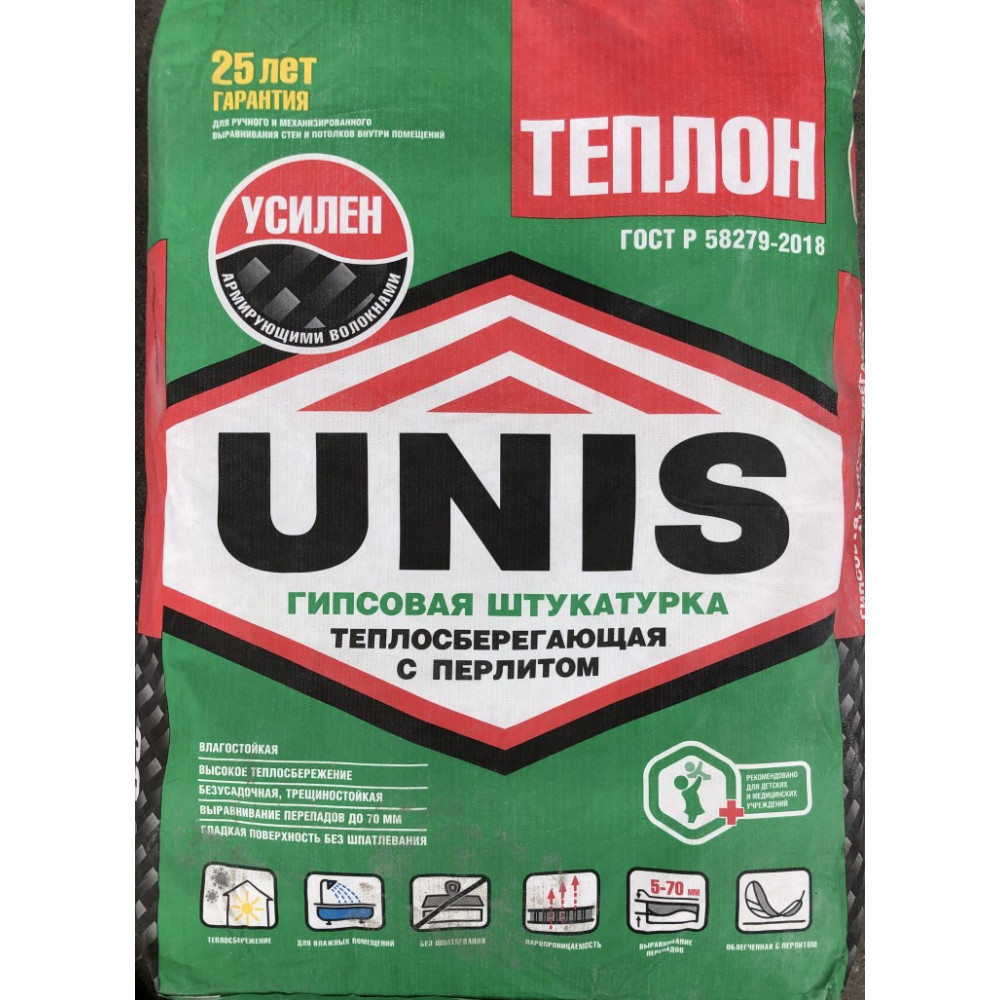 25 лет
ГАРАНТИЯ
ДЛЯ РУЧНОГО И МЕХАНИЗИРОВАННОГО
ВЫРАВНИВАНИЯ СТЕН И ПОТОЛКОВ ВНУТРИ ПОМЕЩЕНИЙ
ТЕПЛОН
ГОСТ Р 58279-2018
УСИЛЕН
АРМИРУЮЩИМИ ВОЛОКНАМИ
UNIS
ГИПСОВАЯ ШТУКАТУРКА
ТЕПЛОСБЕРЕГАЮЩАЯ
С ПЕРЛИТОМ
ВЛАГОСТОЙКАЯ
ВЫСОКОЕ ТЕПЛОСБЕРЕЖЕНИЕ
БЕЗУСАДОЧНАЯ, ТРЕЩИНОСТОЙКАЯ
ВЫРАВНИВАНИЕ ПЕРЕПАДОВ ДО 70 ММ
ГЛАДКАЯ ПОВЕРХНОСТЬ БЕЗ ШПАТЛЕВАНИЯ
РЕКОМЕНДОВАНО
ДЛЯ ДЕТСКИХ
И МЕДИЦИНСКИХ
УЧРЕЖДЕНИЙ
5-70 ММ
ТЕПЛОСБЕРЕЖЕНИЕ
ДЛЯ ВЛАЖНЫХ ПОМЕЩЕНИЙ
БЕЗ ШПАТЛЕВАНИЯ
ПАРОПРОНИЦАЕМОСТЬ
ВЫРАВНИВАНИЕ
ПЕРЕПАДОВ
ОБЛЕГЧЕННАЯ С ПЕРЛИТОМ